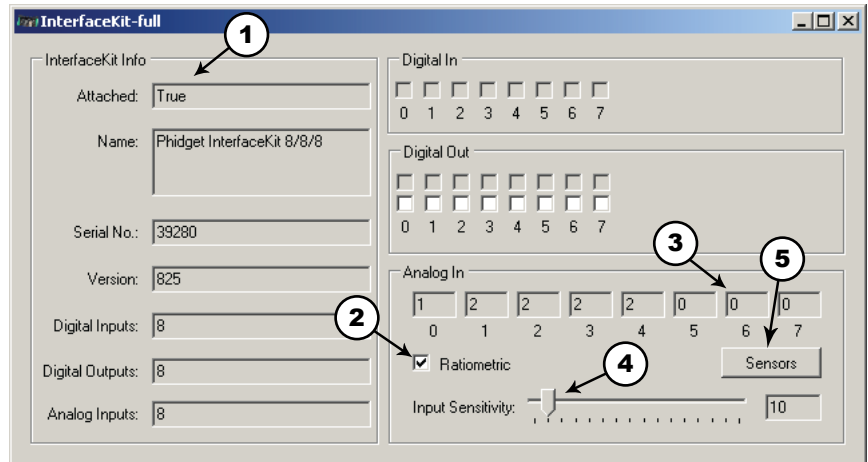 InterfaceKit-full
1
InterfaceKit Info
Attached: True
Name: Phidget InterfaceKit 8/8/8
Serial No.: 39280
Version: 825
Digital Inputs: 8
Digital Outputs: 8
Analog Inputs: 8
Digital In
0 1 2 3 4 5 6 7
Digital Out
0 1 2 3 4 5 6 7
3
5
Analog In
1 2 2 2 2 0 0 0
0 1 2 3 4 5 6 7
2
Ratiometric
4
Sensors
Input Sensitivity: 10